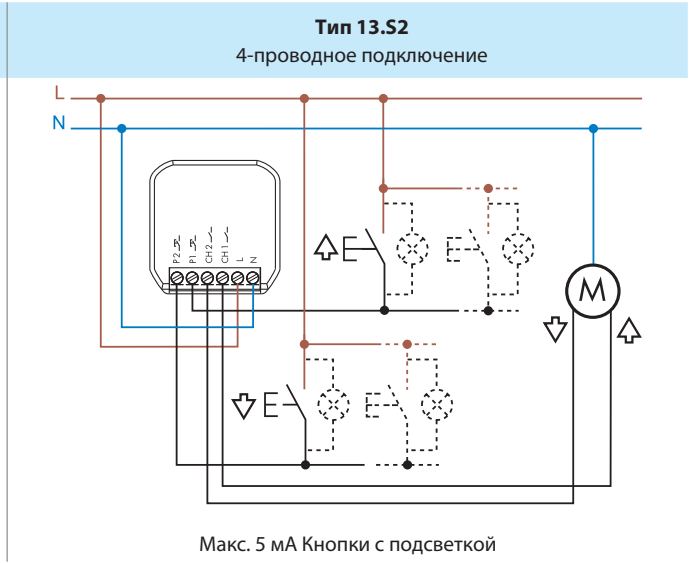 Тип 13.S2
4-проводное подключение
L
N
P2
P1
CH2
CH1
L
N
M
Макс. 5 мА Кнопки с подсветкой